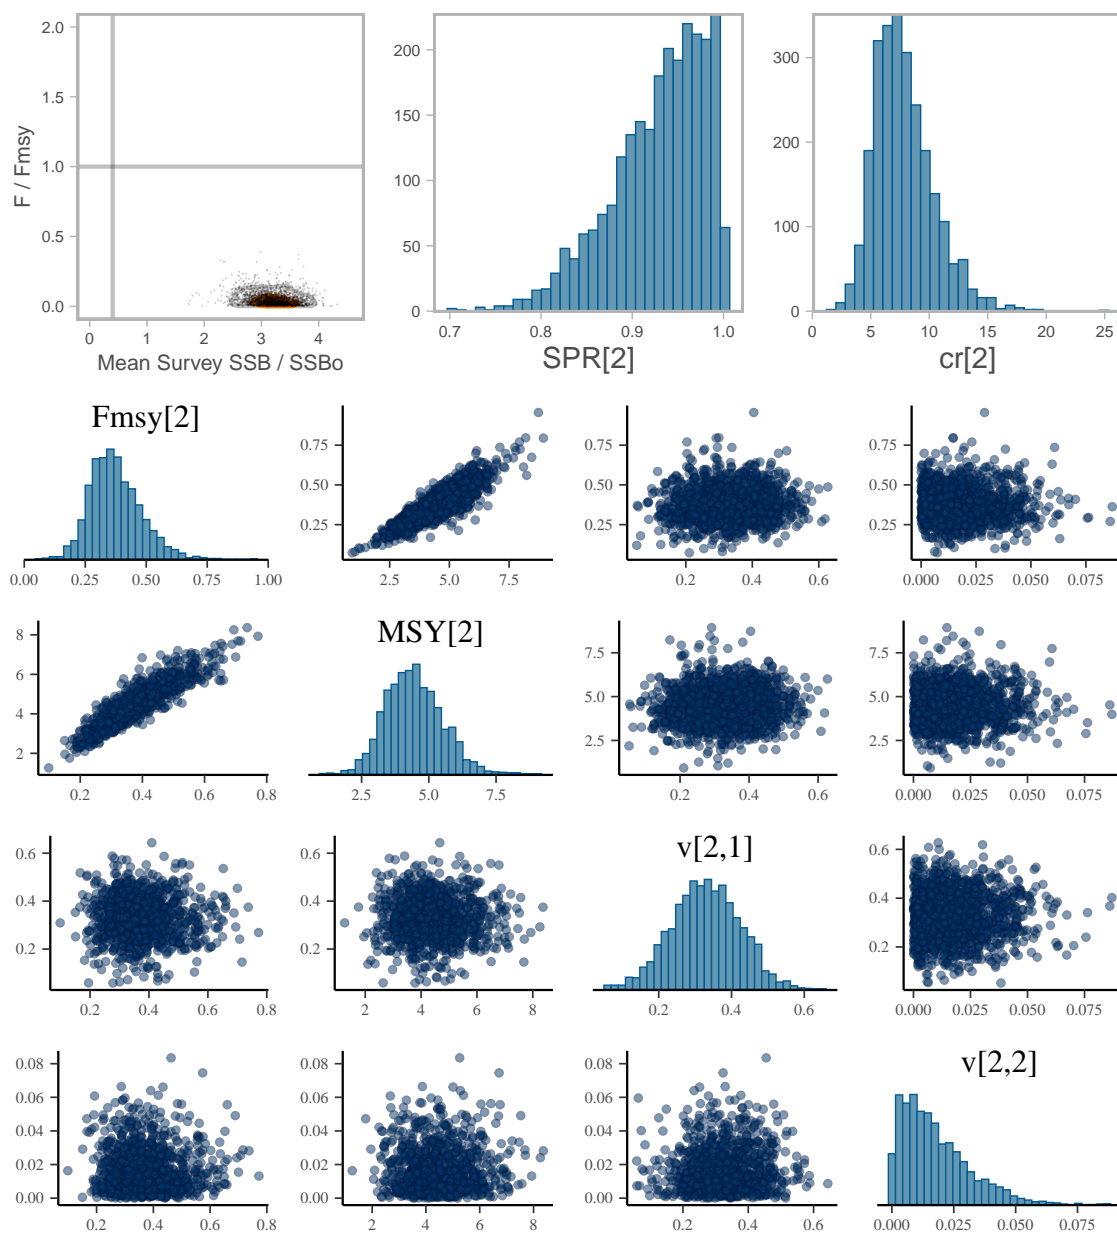 2.0
1.5
1.0
0.5
0.0
F / Fmsy
0 1 2 3 4
Mean Survey SSB / SSBo
200
150
100
50
0
0.7 0.8 0.9 1.0
SPR[2]
300
200
100
0
0 5 10 15 20 25
cr[2]
Fmsy[2]
0.00 0.25 0.50 0.75 1.00
0.75
0.50
0.25
2.5 5.0 7.5
0.75
0.50
0.25
0.2 0.4 0.6
0.75
0.50
0.25
0.000 0.025 0.050 0.075
8
6
4
2
0.2 0.4 0.6 0.8
MSY[2]
2.5 5.0 7.5
7.5
5.0
2.5
0.2 0.4 0.6
7.5
5.0
2.5
0.000 0.025 0.050 0.075
0.6
0.4
0.2
0.2 0.4 0.6 0.8
0.6
0.4
0.2
2 4 6 8
v[2,1]
0.2 0.4 0.6
0.6
0.4
0.2
0.000 0.025 0.050 0.075
0.08
0.06
0.04
0.02
0.00
0.2 0.4 0.6 0.8
0.08
0.06
0.04
0.02
0.00
2 4 6 8
0.08
0.06
0.04
0.02
0.00
0.2 0.4 0.6
v[2,2]
0.000 0.025 0.050 0.075